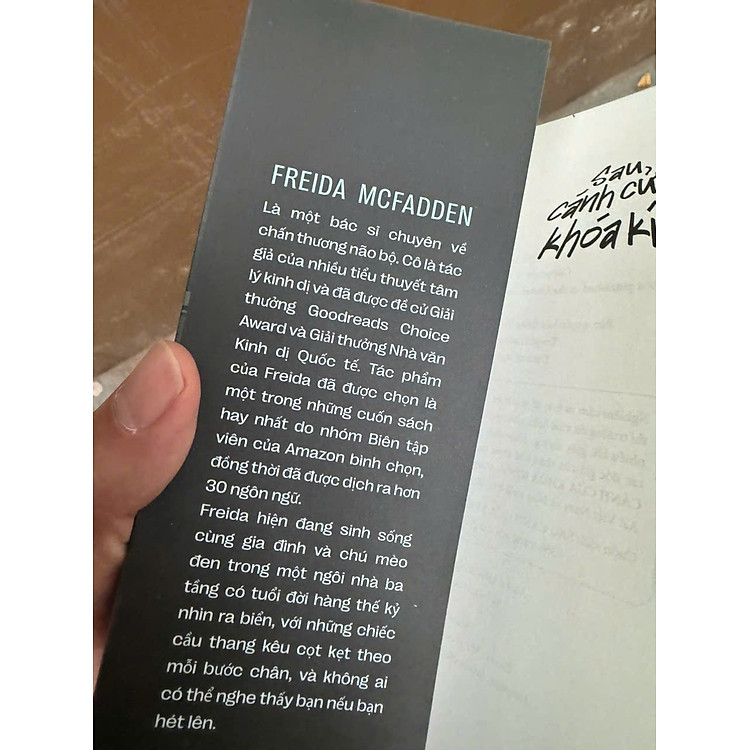 FREIDA MCFADDEN
Là một bác sĩ chuyên về
chấn thương não bộ. Cô là tác
giả của nhiều tiểu thuyết tâm
lý kinh dị và đã được đề cử Giải
thưởng Goodreads Choice
Award và Giải thưởng Nhà văn
Kinh dị Quốc tế. Tác phẩm
của Freida đã được chọn là
một trong những cuốn sách
hay nhất do nhóm Biên tập
viên của Amazon bình chọn,
đồng thời đã được dịch ra hơn
30 ngôn ngữ.
Freida hiện đang sinh sống
cùng gia đình và chú mèo
đen trong một ngôi nhà ba
tầng có tuổi đời hàng thế kỷ
nhìn ra biển, với những chiếc
cầu thang kêu cọt kẹt theo
mỗi bước chân, và không ai
có thể nghe thấy bạn nếu bạn
hét lên.
sau
cánh
khóa